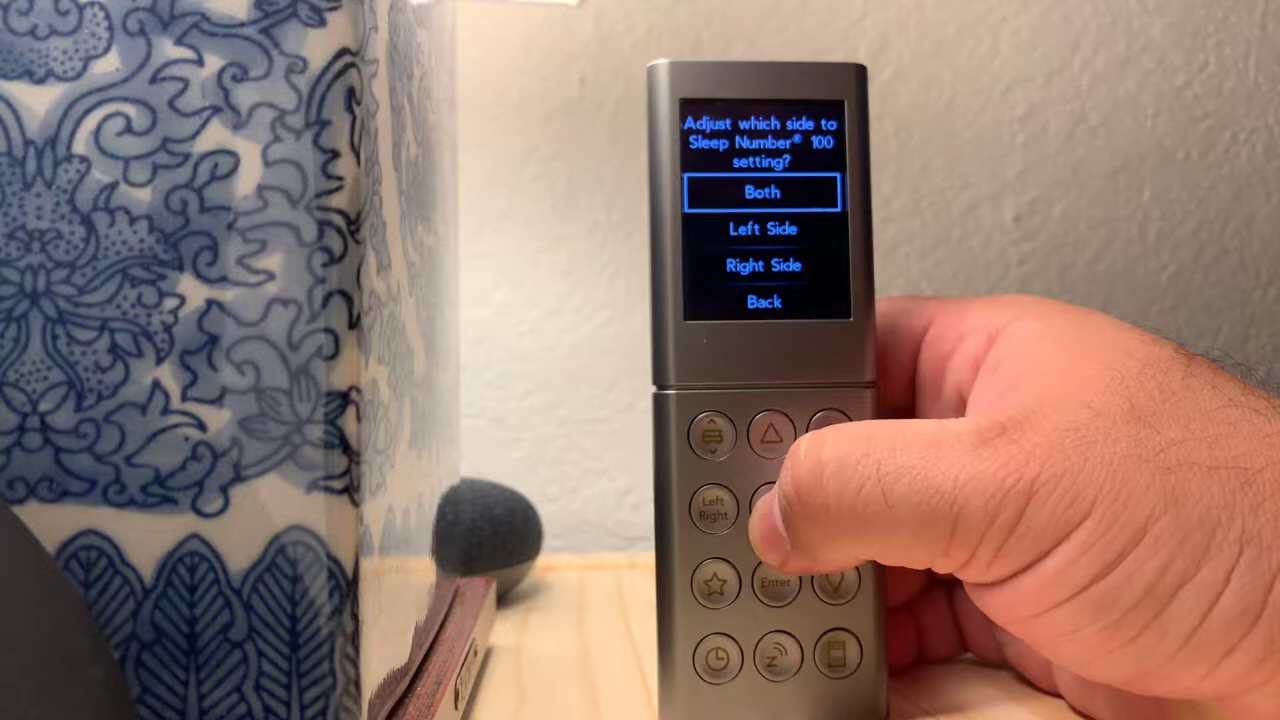 Adjust which side to
Sleep Number® 100
setting?
Both
Left Side
Right Side
Back
Left
Right
Enter
z